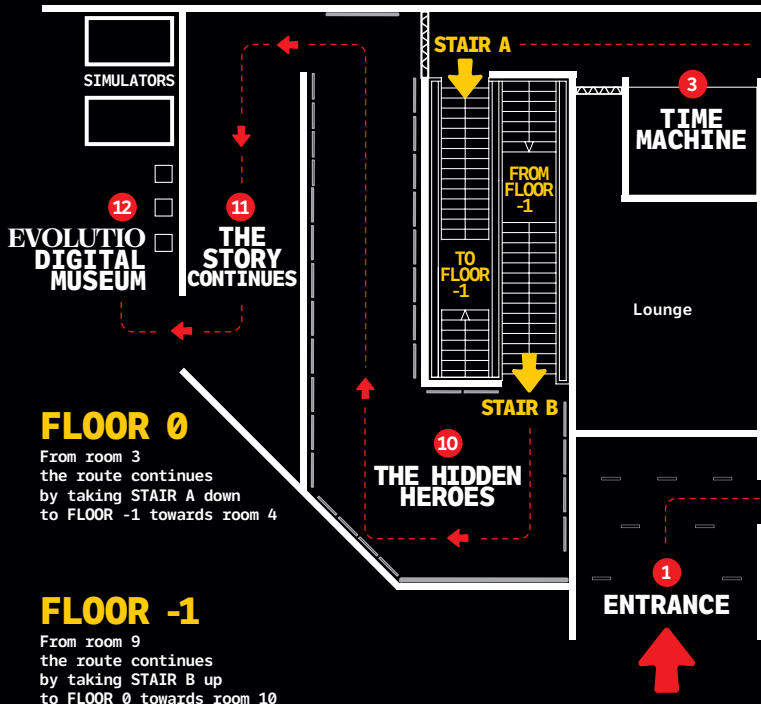 STAIR A
SIMULATORS
3
TIME
MACHINE
FROM
FLOOR
-1
12
EVOLUTIO
DIGITAL
MUSEUM
11
THE
STORY
CONTINUES
TO
FLOOR
-1
Lounge
STAIR B
FLOOR 0
From room 3
the route continues
by taking STAIR A down
to FLOOR -1 towards room 4
10
THE HIDDEN
HEROES
1
ENTRANCE
FLOOR -1
From room 9
the route continues
by taking STAIR B up
to FLOOR 0 towards room 10